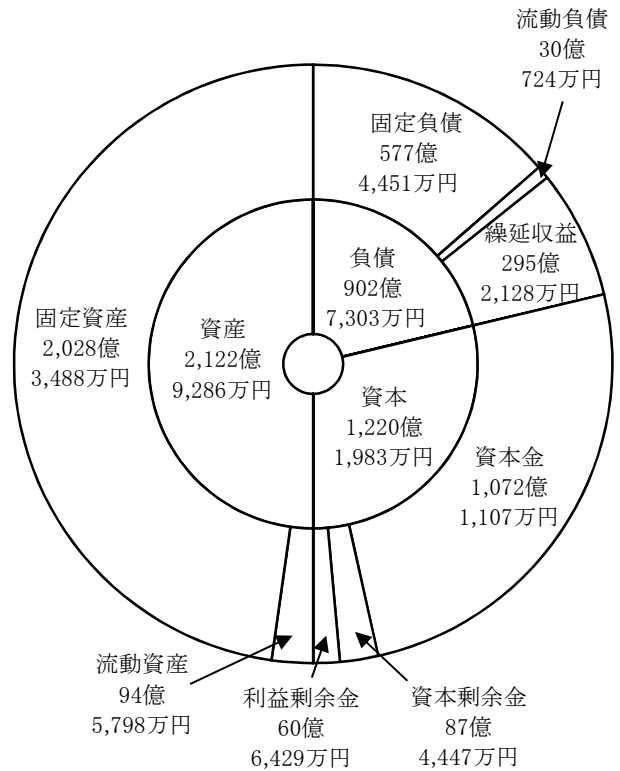 流動負債
30億
724万円
固定負債
577億
4,451万円
繰延収益
295億
2,128万円
負債
902億
7,303万円
固定資産
2,028億
3,488万円
資産
2,122億
9,286万円
資本
1,220億
1,983万円
資本金
1,072億
1,107万円
流動資産
94億
5,798万円
利益剰余金
60億
6,429万円
資本剰余金
87億
4,447万円